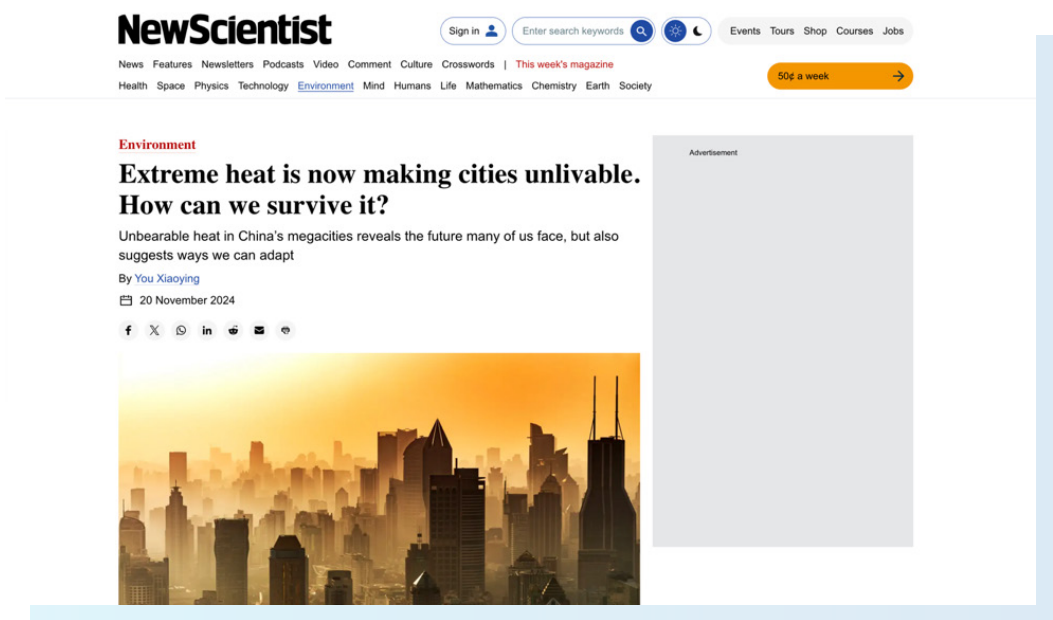 NewScientist
Sign in
Enter search keywords
Events Tours Shop Courses Jobs
News Features Newsletters Podcasts Video Comment Culture Crosswords | This week's magazine
50¢ a week
Health Space Physics Technology Environment Mind Humans Life Mathematics Chemistry Earth Society
Environment
Advertisement
Extreme heat is now making cities unlivable.
How can we survive it?
Unbearable heat in China’s megacities reveals the future many of us face, but also
suggests ways we can adapt
By You Xiaoying
20 November 2024